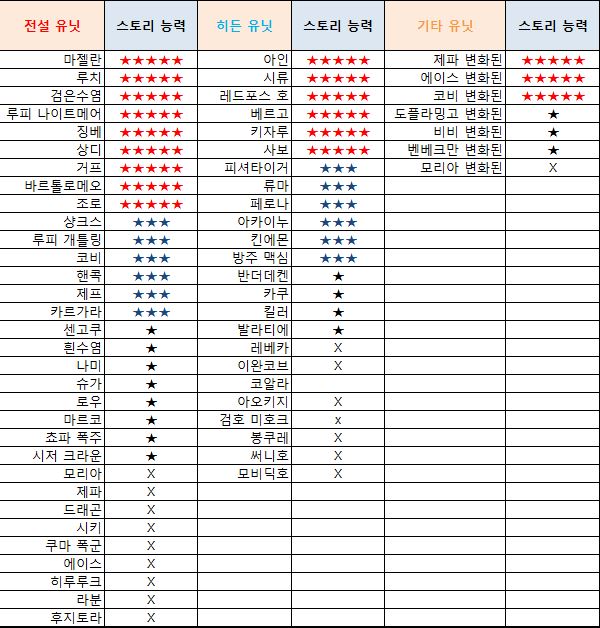 전설 유닛 스토리 능력 히든 유닛 스토리 능력 기타 유닛 스토리 능력
마젤란 ★★★★★ 아인 ★★★★★ 제파 변화된 ★★★★★
루치 ★★★★★ 시류 ★★★★★ 에이스 변화된 ★★★★★
검은수염 ★★★★★ 레드포스 호 ★★★★★ 코비 변화된 ★★★★★
루피 나이트메어 ★★★★★ 베르고 ★★★★★ 도플라밍고 변화된 ★
징베 ★★★★★ 키자루 ★★★★★ 비비 변화된 ★
상디 ★★★★★ 사보 ★★★★★ 벤베크만 변화된 ★
거프 ★★★★★ 피셔타이거 ★★★ 모리아 변화된 X
바르톨로메오 ★★★★★ 류마 ★★★
조로 ★★★★★ 페로나 ★★★
샹크스 ★★★ 아카이누 ★★★
루피 개틀링 ★★★ 킨에몬 ★★★
코비 ★★★ 방주 맥심 ★★★
핸콕 ★★★ 반더데켄 ★
제프 ★★★ 카쿠 ★
카르가라 ★★★ 킬러 ★
센고쿠 ★ 발라티에 ★
흰수염 ★ 레베카 X
나미 ★ 이완코브 X
슈가 ★ 코알라
로우 ★ 아오키지 X
마르코 ★ 검호 미호크 x
쵸파 폭주 ★ 봉쿠레 X
시저 크라운 ★ 써니호 X
모리아 X 모비딕호 X
제파 X
드래곤 X
시키 X
쿠마 폭군 X
에이스 X
히루루크 X
라분 X
후지토라 X